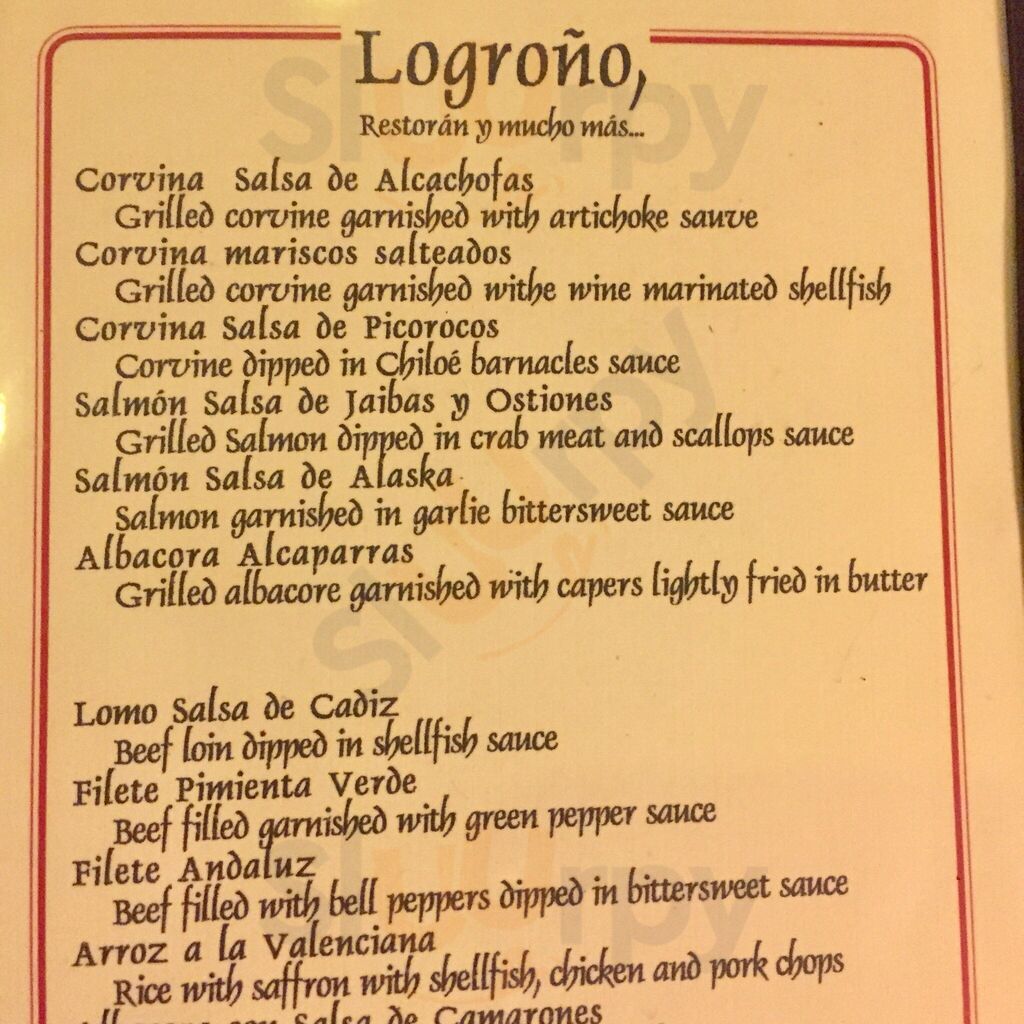 Logroño,
Restorán y mucho más...
Corvina Salsa de Alcachofas
Grilled corvine garnished with artichoke sauve
Corvina mariscos salteados
Grilled corvine garnished withe wine marinated shellfish
Corvina Salsa de Picorocos
Corvine dipped in Chiloé barnacles sauce
Salmón Salsa de Jaibas y Ostiones
Grilled Salmon dipped in crab meat and scallops sauce
Salmón Salsa de Alaska
Salmon garnished in garlie bittersweet sauce
Albacora Alcaparras
Grilled albacore garnished with capers lightly fried in butter
Lomo Salsa de Cadiz
Beef loin dipped in shellfish sauce
Filete Pimienta Verde
Beef filled garnished with green pepper sauce
Filete Andaluz
Beef filled with bell peppers dipped in bittersweet sauce
Arroz a la Valenciana
Rice with saffron with shellfish, chicken and pork chops
con Salsa de Camarones